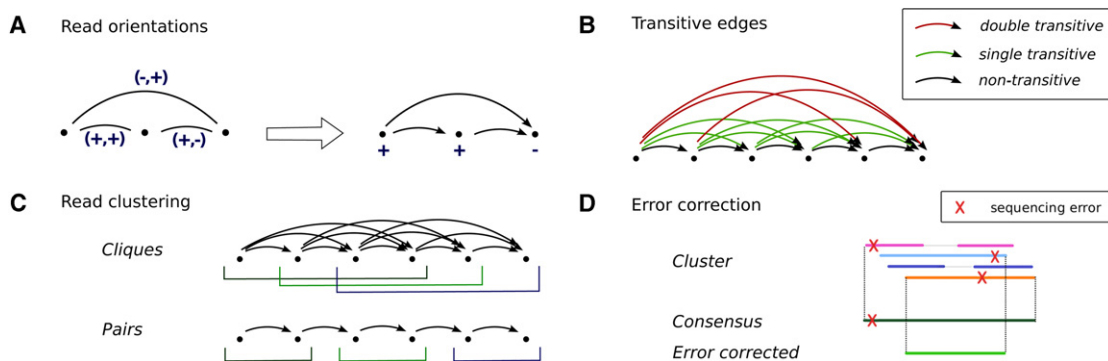 A Read orientations
(-,+)
(+,+) (+,-)
+ + -
B Transitive edges
double transitive
single transitive
non-transitive
C Read clustering
Cliques
Pairs
D Error correction
X sequencing error
Cluster
Consensus
Error corrected